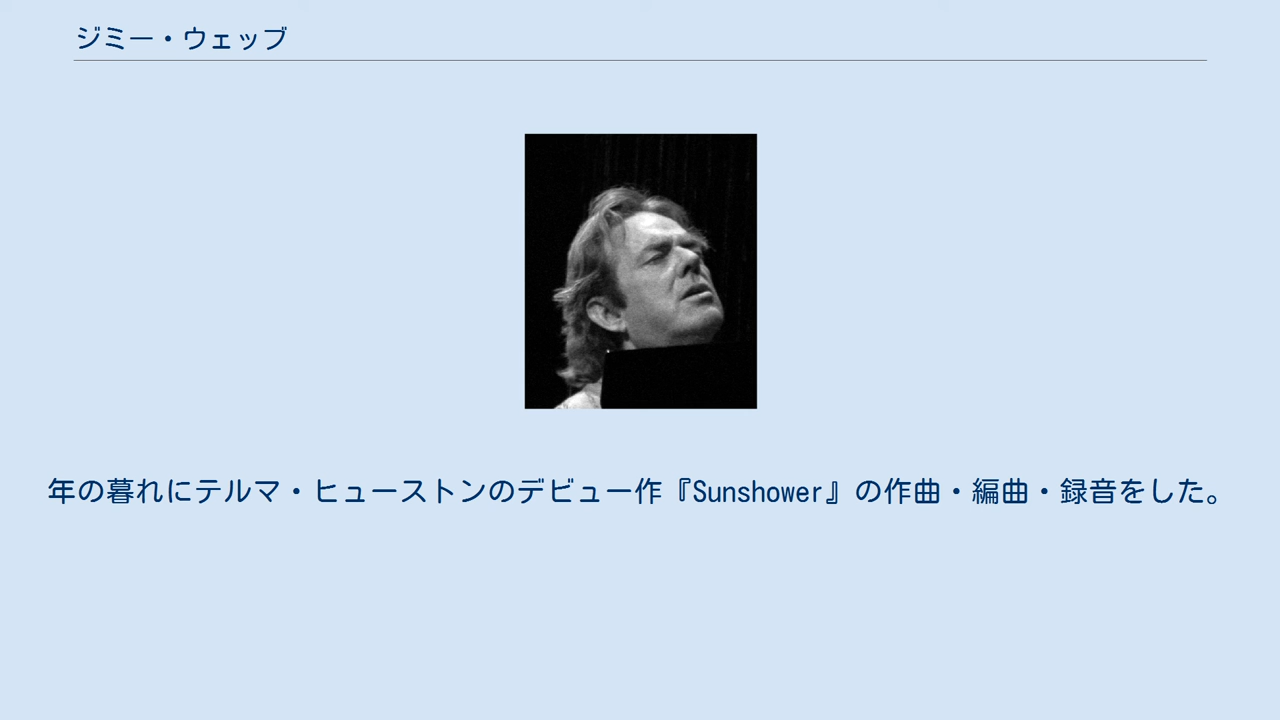 ジミー・ウェッブ
年の暮れにテルマ・ヒューストンのデビュー作『Sunshower』の作曲・編曲・録音をした。